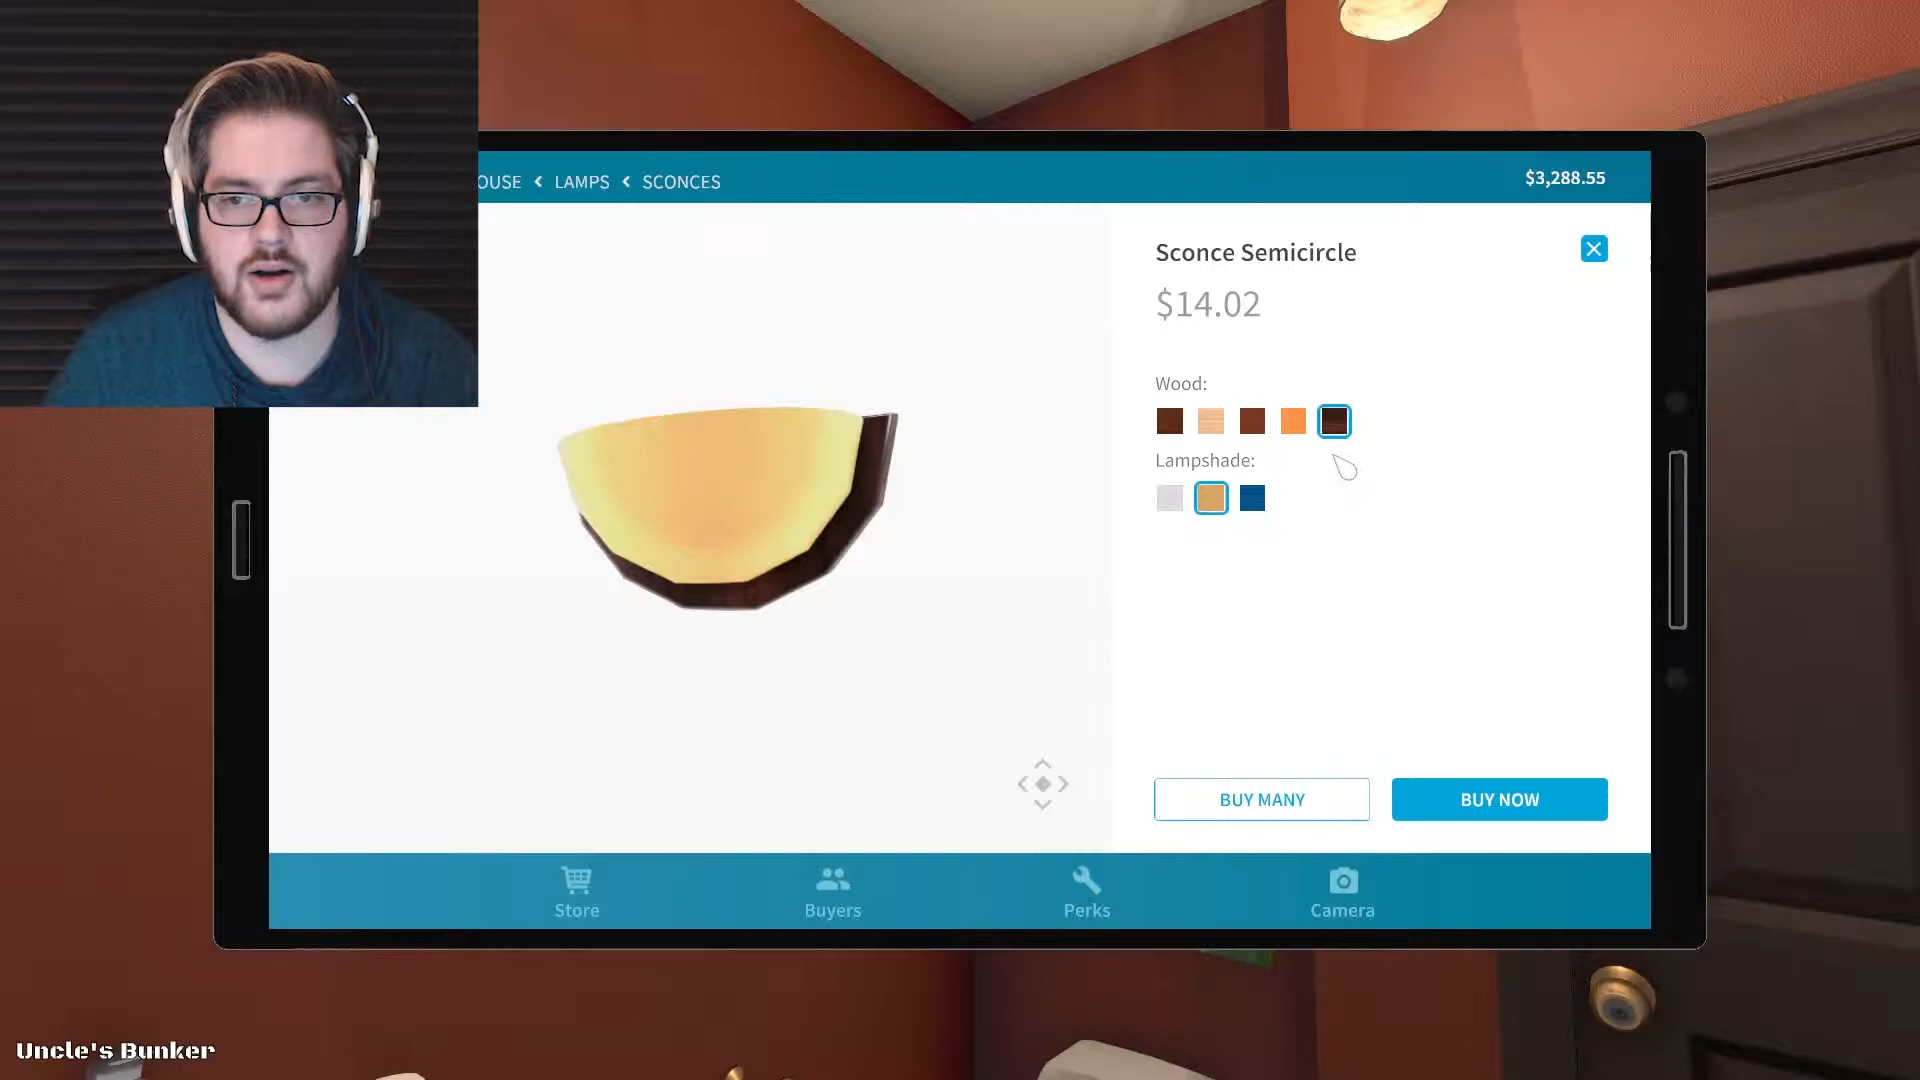 OUSE < LAMPS < SCONCES
$3,288.55
Sconce Semicircle
$14.02
Wood:
Lampshade:
BUY MANY
BUY NOW
Store
Buyers
Perks
Camera
Uncle's Bunker